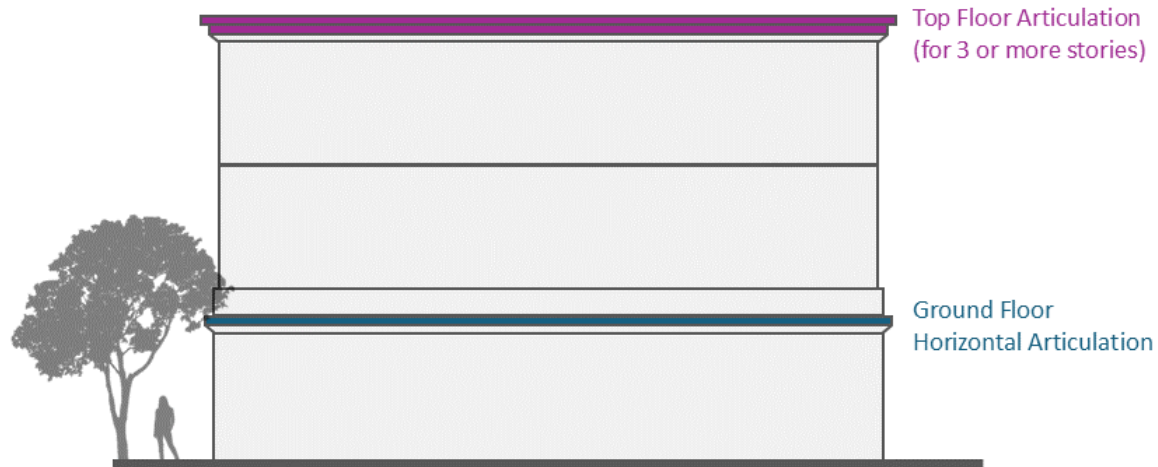 Top Floor Articulation
(for 3 or more stories)
Ground Floor
Horizontal Articulation